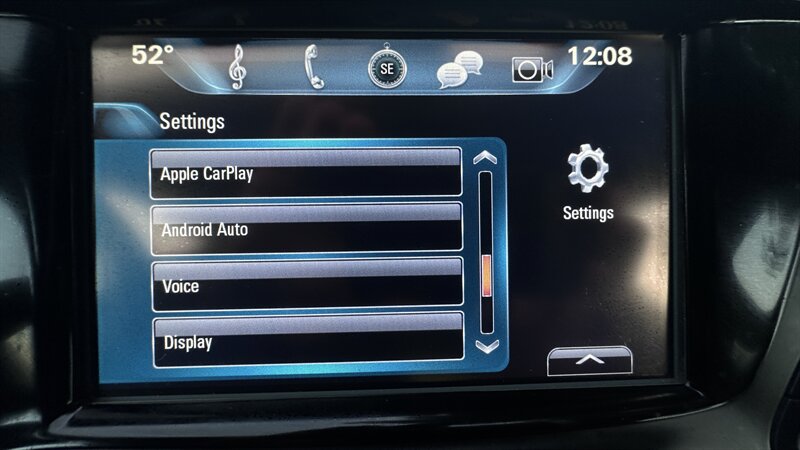 52°
SE
12:08
Settings
Apple CarPlay
Android Auto
Voice
Display
Settings